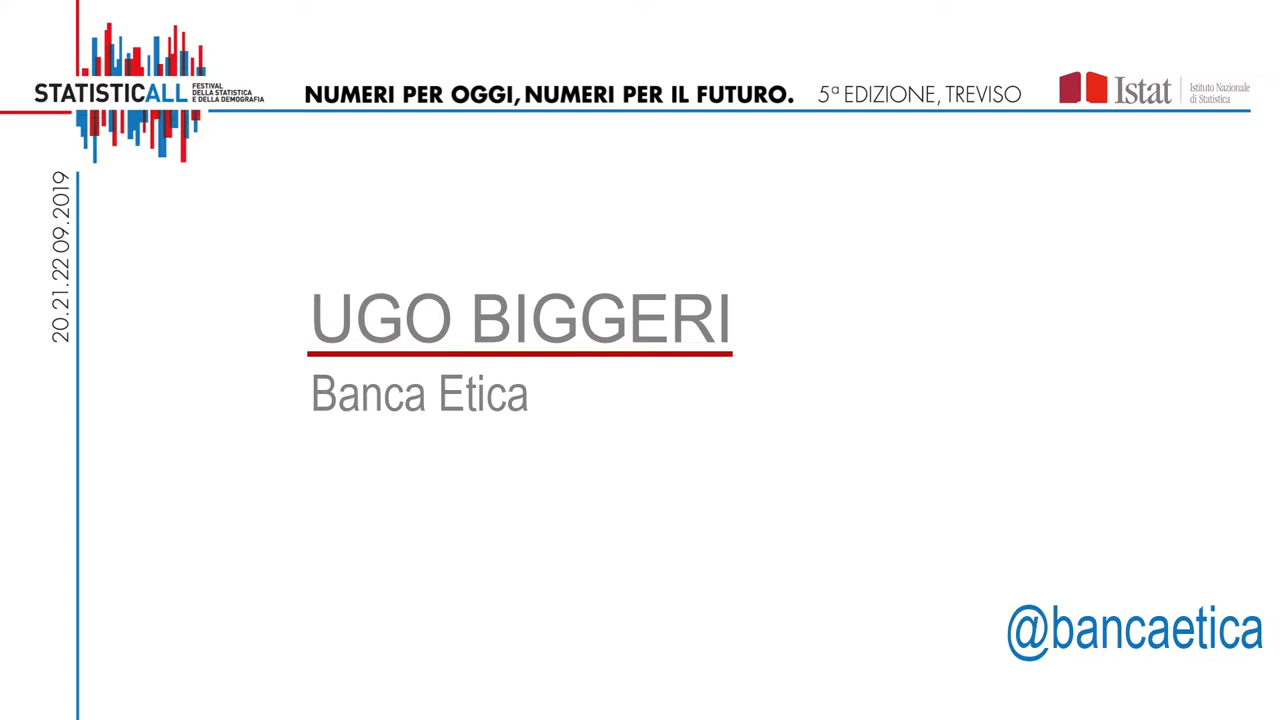 STATISTICALL
FESTIVAL
DELLA STATISTICA
E DELLA DEMOGRAFIA
NUMERI PER OGGI, NUMERI PER IL FUTURO. 5ª EDIZIONE, TREVISO
Istat
Istituto Nazionale
di Statistica
20.21.22 09.2019
UGO BIGGERI
Banca Etica
@bancaetica